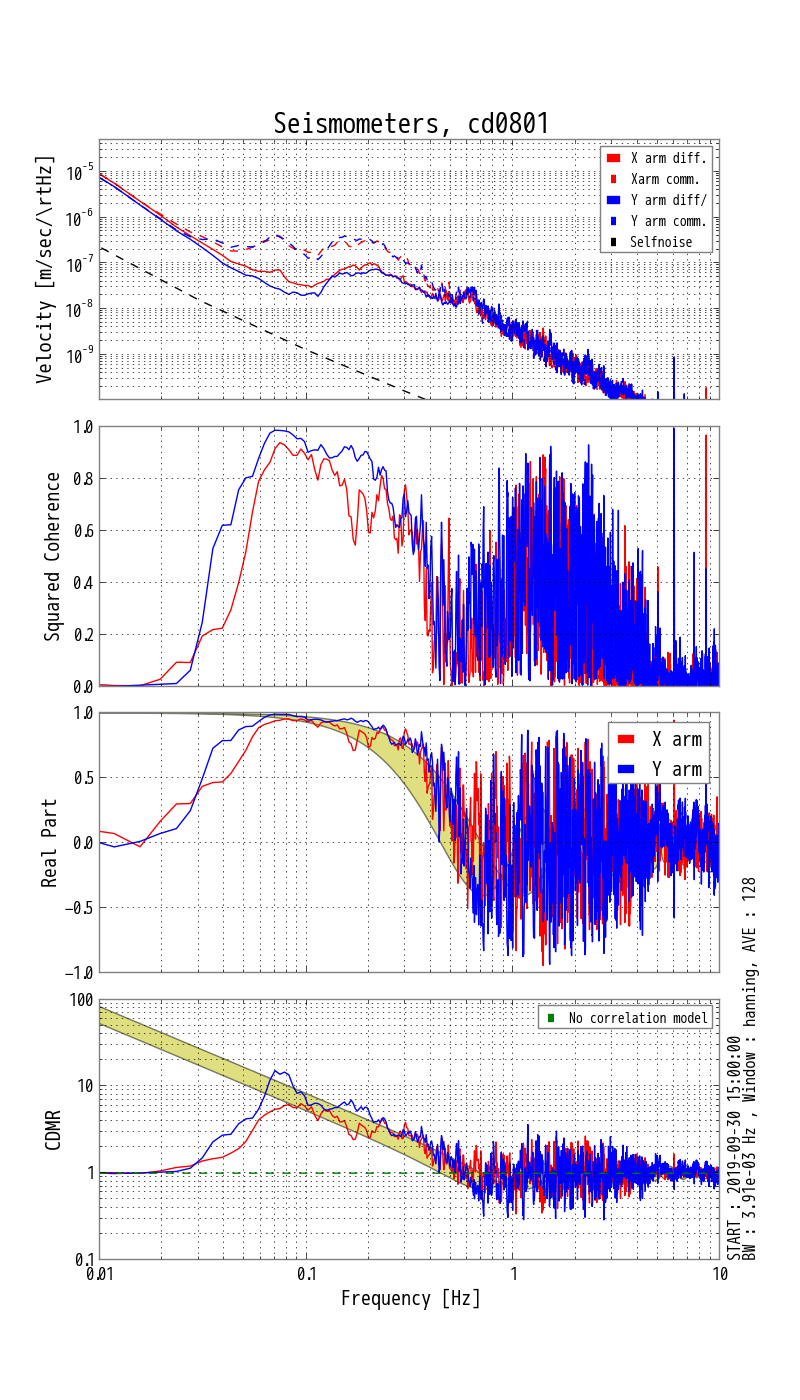 Seismometers, cd0801
Velocity [m/sec/\rtHz]
10^-5
10^-6
10^-7
10^-8
10^-9
X arm diff.
Xarm comm.
Y arm diff/
Y arm comm.
Selfnoise
Squared Coherence
1.0
0.8
0.6
0.4
0.2
0.0
Real Part
1.0
0.5
0.0
−0.5
−1.0
X arm
Y arm
CDMR
100
10
1
0.1
No correlation model
0.01
0.1
1
10
Frequency [Hz]
START : 2019-09-30 15:00:00
BW : 3.91e-03 Hz , Window : hanning, AVE : 128